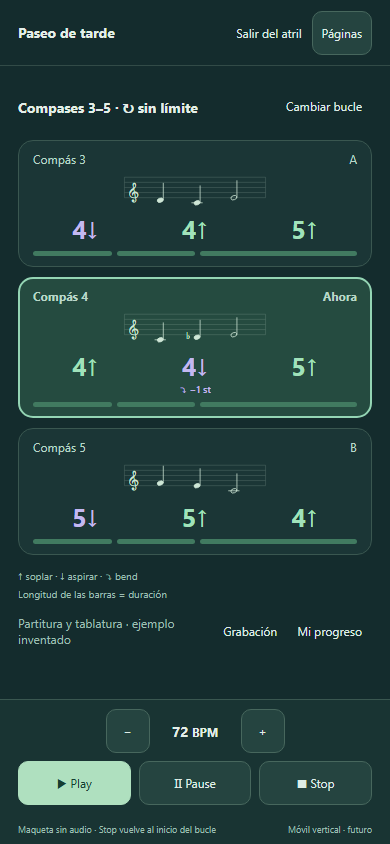 Paseo de tarde
Salir del atril
Páginas
Compases 3–5 · ↻ sin límite
Cambiar bucle
Compás 3
A
4↓ 4↑ 5↑
Compás 4
Ahora
4↑ 4↓ 5↑
⤵ −1 st
Compás 5
B
5↓ 5↑ 4↑
↑ soplar · ↓ aspirar · ⤵ bend
Longitud de las barras = duración
Partitura y tablatura · ejemplo
inventado
Grabación
Mi progreso
− 72 BPM +
▶ Play
⏸ Pause
■ Stop
Maqueta sin audio · Stop vuelve al inicio del bucle
Móvil vertical · futuro